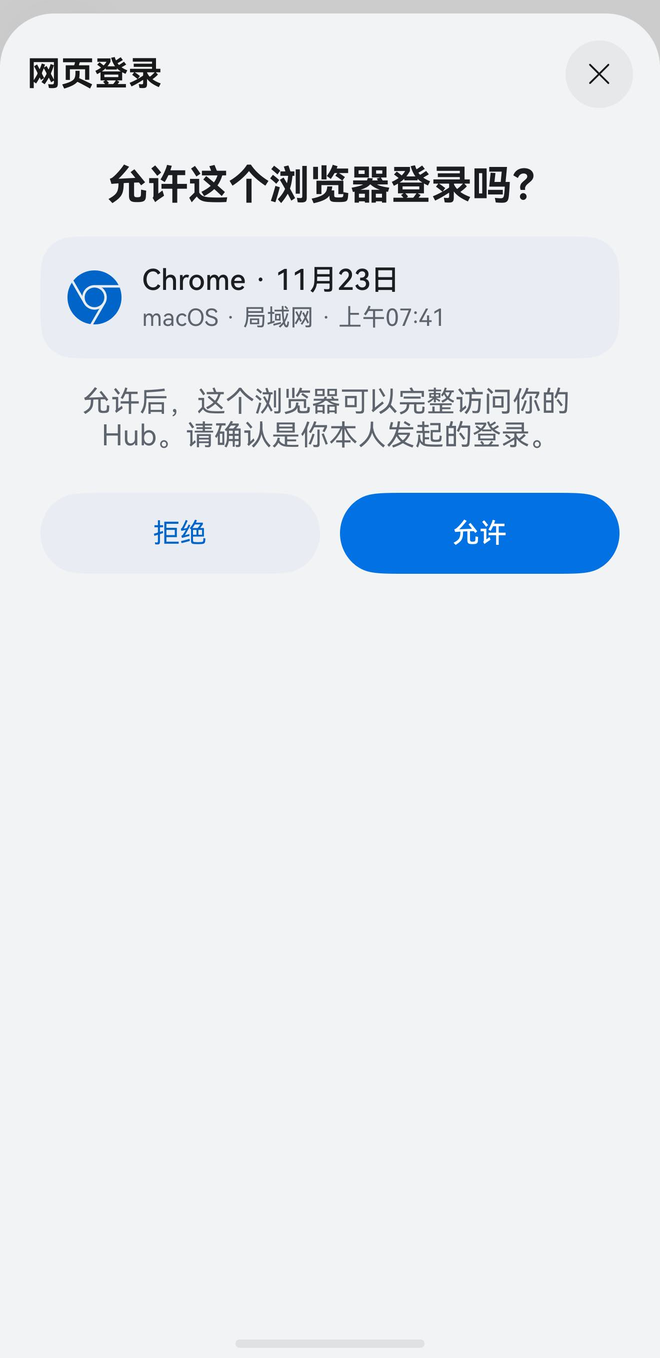 网页登录
允许这个浏览器登录吗？
Chrome · 11月23日
macOS · 局域网 · 上午07:41
允许后，这个浏览器可以完整访问你的
Hub。请确认是你本人发起的登录。
拒绝
允许